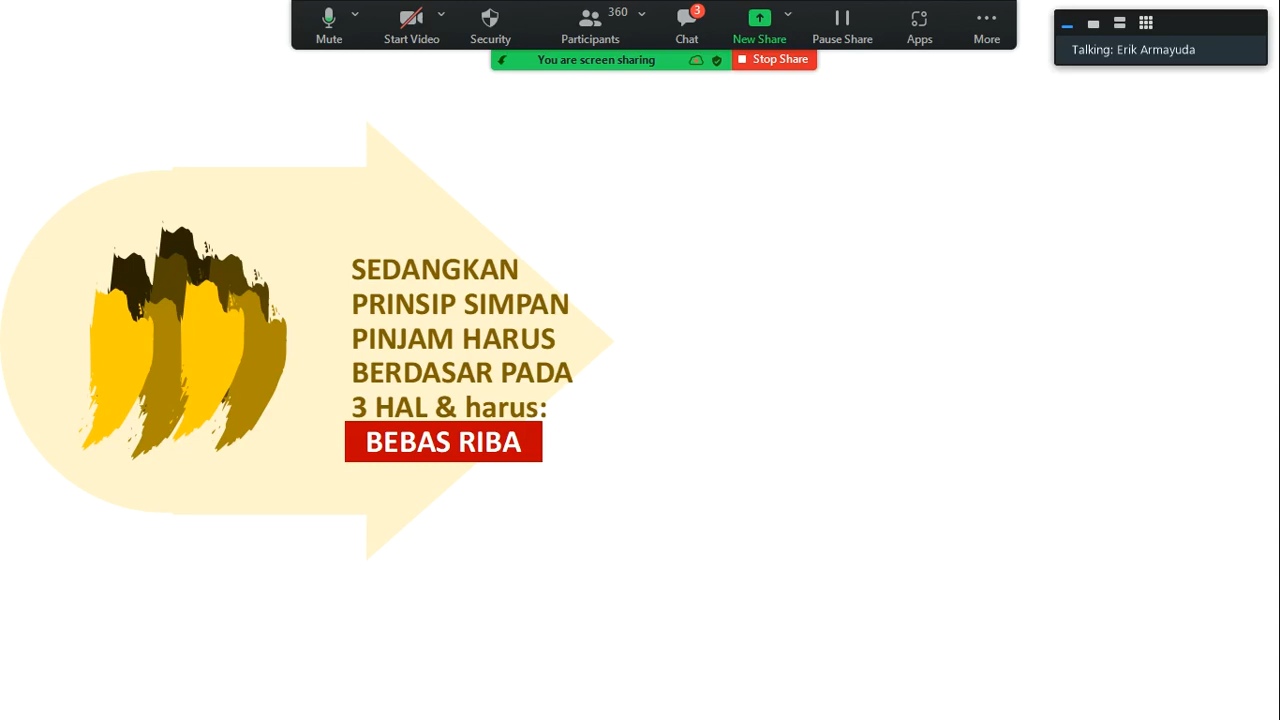 360
3
Mute
Start Video
Security
Participants
Chat
New Share
Pause Share
Apps
More
You are screen sharing
Stop Share
Talking: Erik Armayuda
SEDANGKAN
PRINSIP SIMPAN
PINJAM HARUS
BERDASAR PADA
3 HAL & harus:
BEBAS RIBA